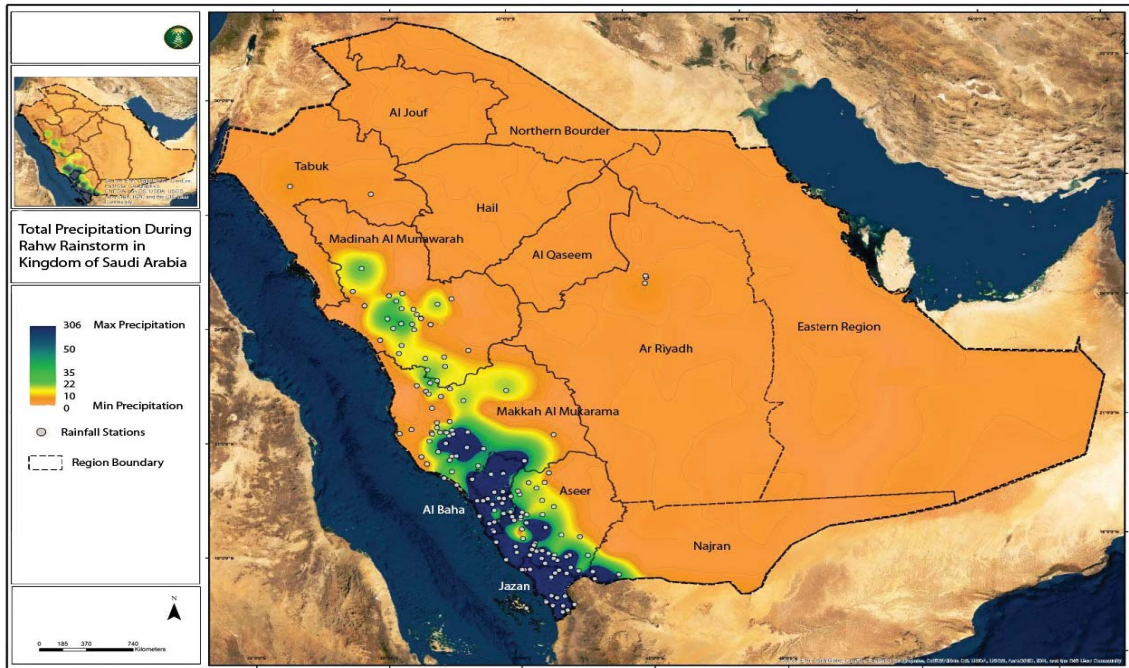 Total Precipitation During
Rahw Rainstorm in
Kingdom of Saudi Arabia
306 Max Precipitation
50
35
22
10
0 Min Precipitation
Rainfall Stations
Region Boundary
N
0 185 370 740
Kilometers
Al Jouf
Northern Bourder
Tabuk
Hail
Madinah Al Munawarah
Al Qaseem
Eastern Region
Ar Riyadh
Makkah Al Mukarama
Aseer
Al Baha
Najran
Jazan